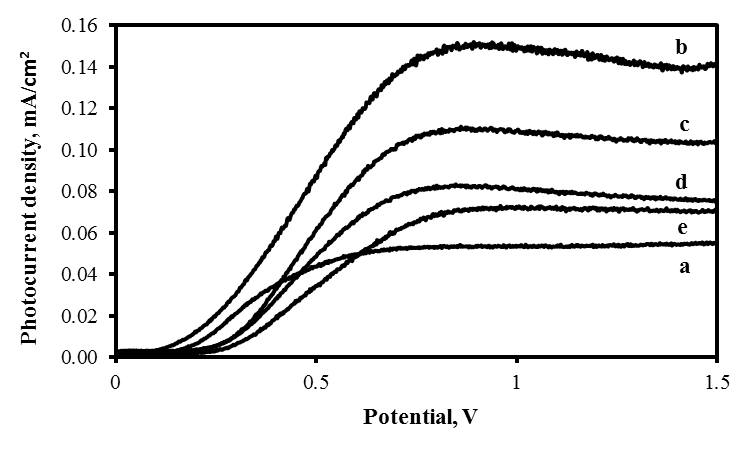 Photocurrent density, mA/cm²
0.16
0.14
0.12
0.10
0.08
0.06
0.04
0.02
0.00
b
c
d
e
a
0
0.5
1
1.5
Potential, V